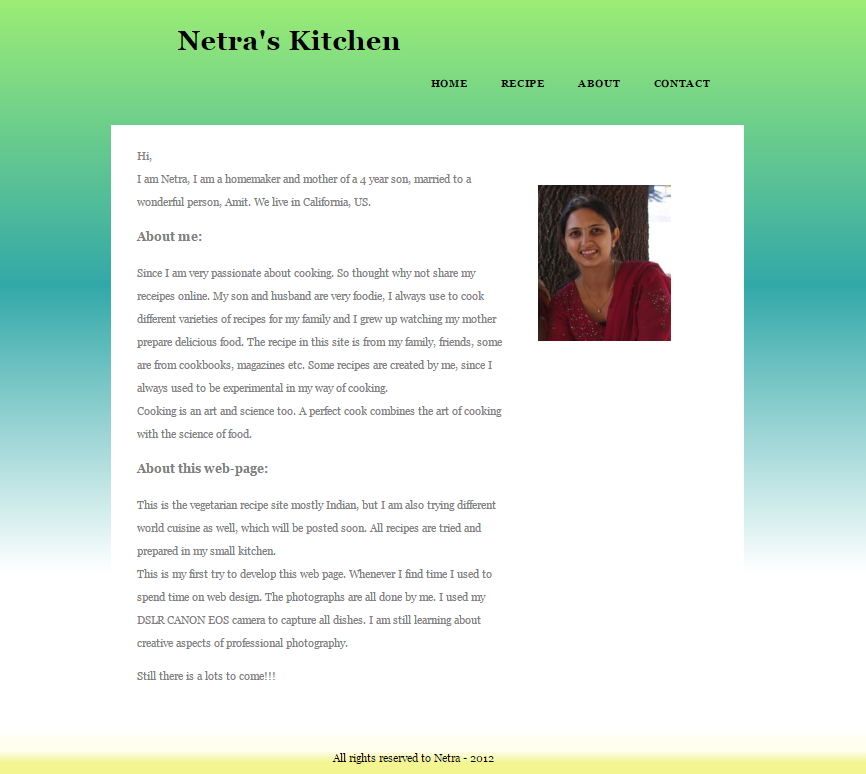 Netra's Kitchen
HOME RECIPE ABOUT CONTACT
Hi,
I am Netra, I am a homemaker and mother of a 4 year son, married to a
wonderful person, Amit. We live in California, US.
About me:
Since I am very passionate about cooking. So thought why not share my
receipes online. My son and husband are very foodie, I always use to cook
different varieties of recipes for my family and I grew up watching my mother
prepare delicious food. The recipe in this site is from my family, friends, some
are from cookbooks, magazines etc. Some recipes are created by me, since I
always used to be experimental in my way of cooking.
Cooking is an art and science too. A perfect cook combines the art of cooking
with the science of food.
About this web-page:
This is the vegetarian recipe site mostly Indian, but I am also trying different
world cuisine as well, which will be posted soon. All recipes are tried and
prepared in my small kitchen.
This is my first try to develop this web page. Whenever I find time I used to
spend time on web design. The photographs are all done by me. I used my
DSLR CANON EOS camera to capture all dishes. I am still learning about
creative aspects of professional photography.
Still there is a lots to come!!!
All rights reserved to Netra - 2012